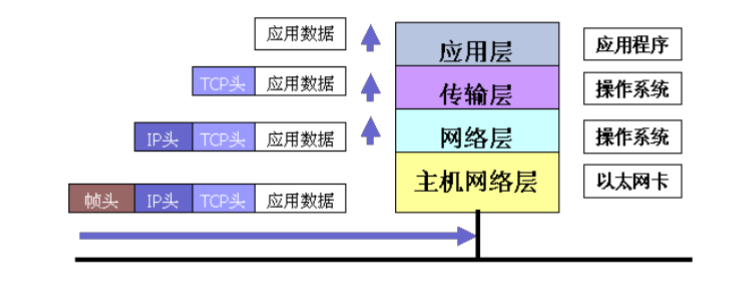 应用数据 应用层 应用程序
TCP头 应用数据 传输层 操作系统
IP头 TCP头 应用数据 网络层 操作系统
帧头 IP头 TCP头 应用数据 主机网络层 以太网卡